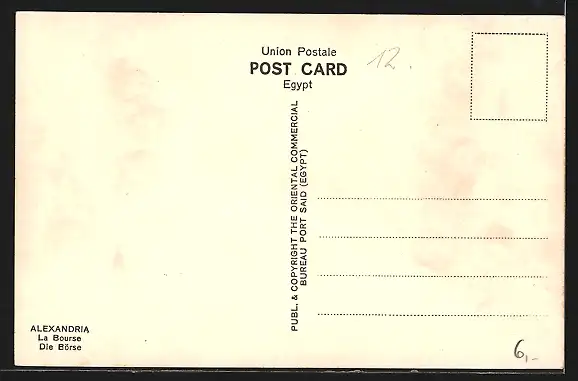 Union Postale
POST CARD
Egypt
12.
PUBL. & COPYRIGHT THE ORIENTAL COMMERCIAL
BUREAU PORT SAID (EGYPT)
ALEXANDRIA
La Bourse
Die Börse
6,-